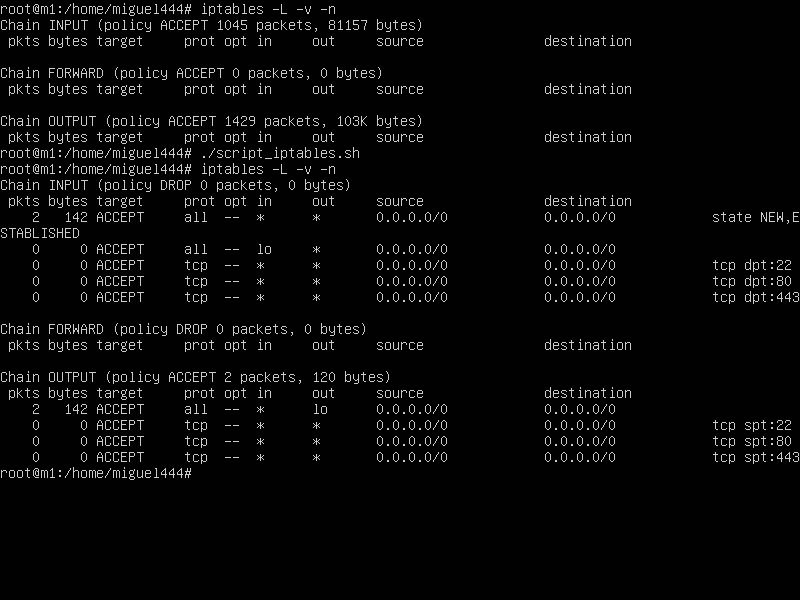 root@m1:/home/miguel444# iptables -L -v -n
Chain INPUT (policy ACCEPT 1045 packets, 81157 bytes)
 pkts bytes target     prot opt in     out     source               destination

Chain FORWARD (policy ACCEPT 0 packets, 0 bytes)
 pkts bytes target     prot opt in     out     source               destination

Chain OUTPUT (policy ACCEPT 1429 packets, 103K bytes)
 pkts bytes target     prot opt in     out     source               destination
root@m1:/home/miguel444# ./script_iptables.sh
root@m1:/home/miguel444# iptables -L -v -n
Chain INPUT (policy DROP 0 packets, 0 bytes)
 pkts bytes target     prot opt in     out     source               destination
    2   142 ACCEPT     all  --  *      *       0.0.0.0/0            0.0.0.0/0            state NEW,E
STABLISHED
    0     0 ACCEPT     all  --  lo     *       0.0.0.0/0            0.0.0.0/0
    0     0 ACCEPT     tcp  --  *      *       0.0.0.0/0            0.0.0.0/0            tcp dpt:22
    0     0 ACCEPT     tcp  --  *      *       0.0.0.0/0            0.0.0.0/0            tcp dpt:80
    0     0 ACCEPT     tcp  --  *      *       0.0.0.0/0            0.0.0.0/0            tcp dpt:443

Chain FORWARD (policy DROP 0 packets, 0 bytes)
 pkts bytes target     prot opt in     out     source               destination

Chain OUTPUT (policy ACCEPT 2 packets, 120 bytes)
 pkts bytes target     prot opt in     out     source               destination
    2   142 ACCEPT     all  --  *      lo      0.0.0.0/0            0.0.0.0/0
    0     0 ACCEPT     tcp  --  *      *       0.0.0.0/0            0.0.0.0/0            tcp spt:22
    0     0 ACCEPT     tcp  --  *      *       0.0.0.0/0            0.0.0.0/0            tcp spt:80
    0     0 ACCEPT     tcp  --  *      *       0.0.0.0/0            0.0.0.0/0            tcp spt:443
root@m1:/home/miguel444#